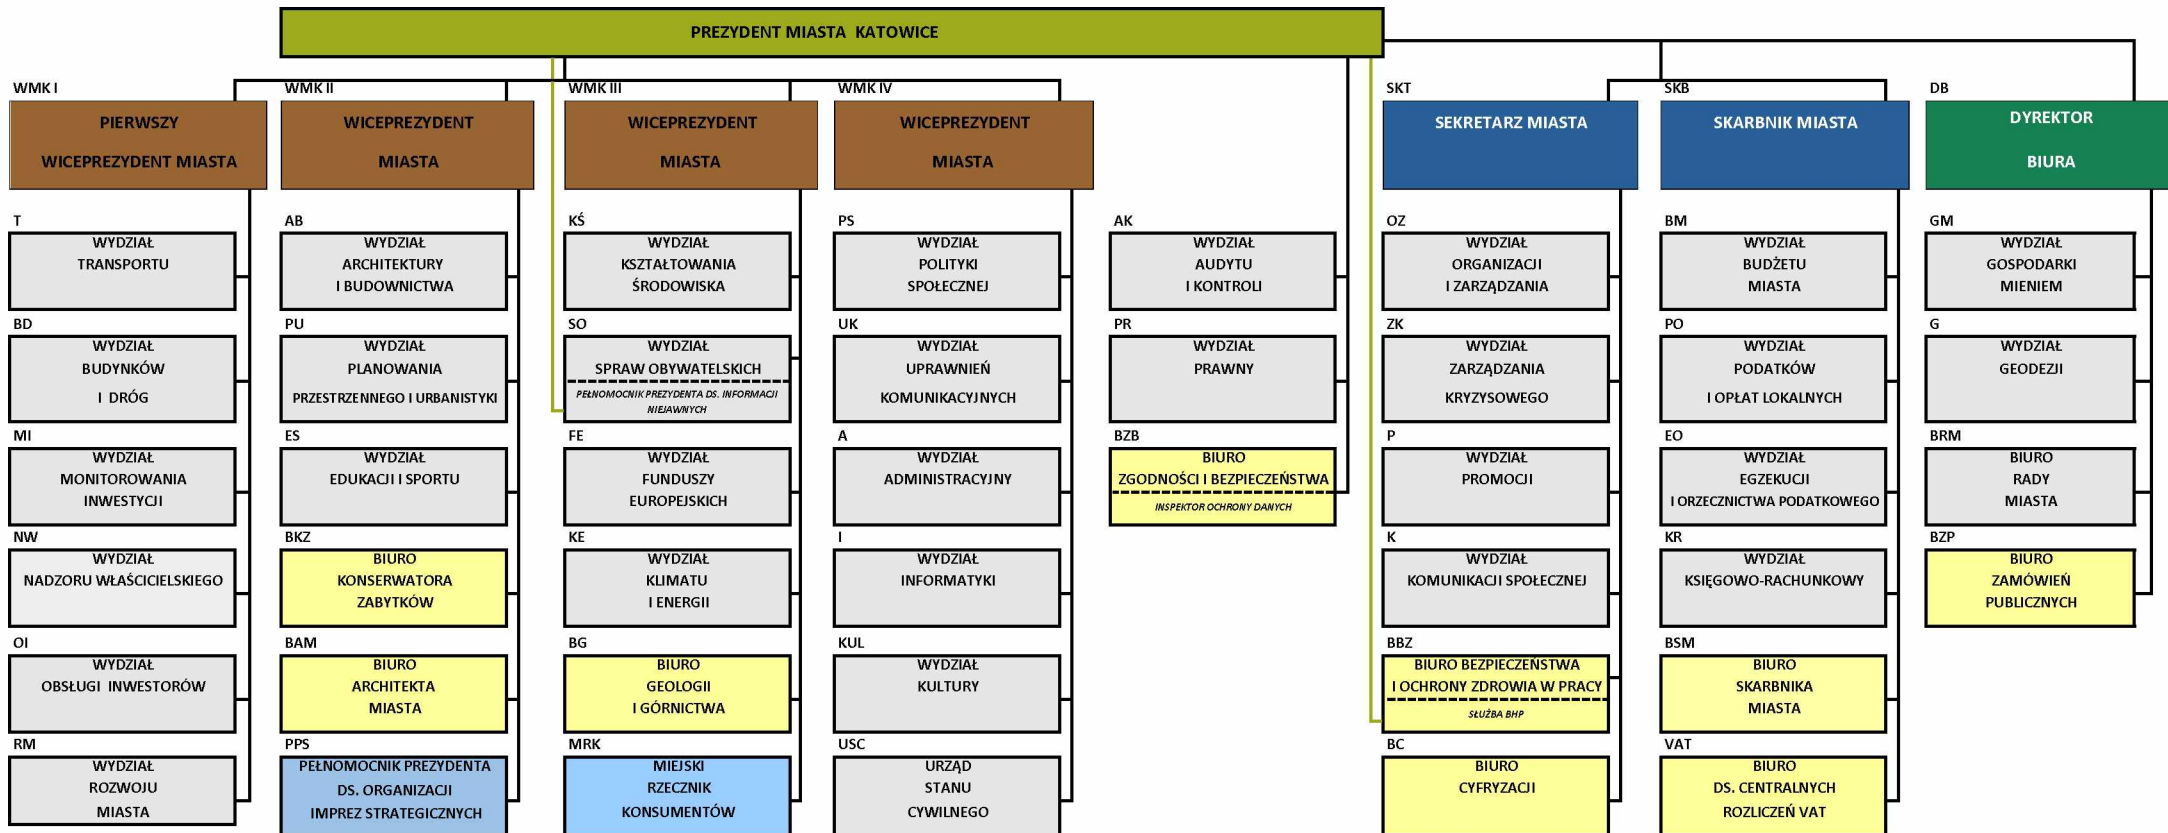 PREZYDENT MIASTA KATOWICE
WMK I
PIERWSZY
WICEPREZYDENT MIASTA
T
WYDZIAŁ
TRANSPORTU
BD
WYDZIAŁ
BUDYNKÓW
I DRÓG
MI
WYDZIAŁ
MONITOROWANIA
INWESTYCJI
NW
WYDZIAŁ
NADZORU WŁAŚCICIELSKIEGO
OI
WYDZIAŁ
OBSŁUGI INWESTORÓW
RM
WYDZIAŁ
ROZWOJU
MIASTA
WMK II
WICEPREZYDENT
MIASTA
AB
WYDZIAŁ
ARCHITEKTURY
I BUDOWNICTWA
PU
WYDZIAŁ
PLANOWANIA
PRZESTRZENNEGO I URBANISTYKI
ES
WYDZIAŁ
EDUKACJI I SPORTU
BKZ
BIURO
KONSERWATORA
ZABYTKÓW
BAM
BIURO
ARCHITEKTA
MIASTA
PPS
PEŁNOMOCNIK PREZYDENTA
DS. ORGANIZACJI
IMPREZ STRATEGICZNYCH
WMK III
WICEPREZYDENT
MIASTA
KŚ
WYDZIAŁ
KSZTAŁTOWANIA
ŚRODOWISKA
SO
WYDZIAŁ
SPRAW OBYWATELSKICH
PEŁNOMOCNIK PREZYDENTA DS. INFORMACJI
NIEJAWNYCH
FE
WYDZIAŁ
FUNDUSZY
EUROPEJSKICH
KE
WYDZIAŁ
KLIMATU
I ENERGII
BG
BIURO
GEOLOGII
I GÓRNICTWA
MRK
MIEJSKI
RZECZNIK
KONSUMENTÓW
WMK IV
WICEPREZYDENT
MIASTA
PS
WYDZIAŁ
POLITYKI
SPOŁECZNEJ
UK
WYDZIAŁ
UPRAWNIEŃ
KOMUNIKACYJNYCH
A
WYDZIAŁ
ADMINISTRACYJNY
I
WYDZIAŁ
INFORMATYKI
KUL
WYDZIAŁ
KULTURY
USC
URZĄD
STANU
CYWILNEGO
AK
WYDZIAŁ
AUDYTU
I KONTROLI
PR
WYDZIAŁ
PRAWNY
BZB
BIURO
ZGODNOŚCI I BEZPIECZEŃSTWA
INSPEKTOR OCHRONY DANYCH
SKT
SEKRETARZ MIASTA
OZ
WYDZIAŁ
ORGANIZACJI
I ZARZĄDZANIA
ZK
WYDZIAŁ
ZARZĄDZANIA
KRYZYSOWEGO
P
WYDZIAŁ
PROMOCJI
K
WYDZIAŁ
KOMUNIKACJI SPOŁECZNEJ
BBZ
BIURO BEZPIECZEŃSTWA
I OCHRONY ZDROWIA W PRACY
SŁUŻBA BHP
BC
BIURO
CYFRYZACJI
SKB
SKARBNIK MIASTA
BM
WYDZIAŁ
BUDŻETU
MIASTA
PO
WYDZIAŁ
PODATKÓW
I OPŁAT LOKALNYCH
EO
WYDZIAŁ
EGZEKUCJI
I ORZECZNICTWA PODATKOWEGO
KR
WYDZIAŁ
KSIĘGOWO-RACHUNKOWY
BSM
BIURO
SKARBNIKA
MIASTA
VAT
BIURO
DS. CENTRALNYCH
ROZLICZEŃ VAT
DB
DYREKTOR
BIURA
GM
WYDZIAŁ
GOSPODARKI
MIENIEM
G
WYDZIAŁ
GEODEZJI
BRM
BIURO
RADY
MIASTA
BZP
BIURO
ZAMÓWIEŃ
PUBLICZNYCH